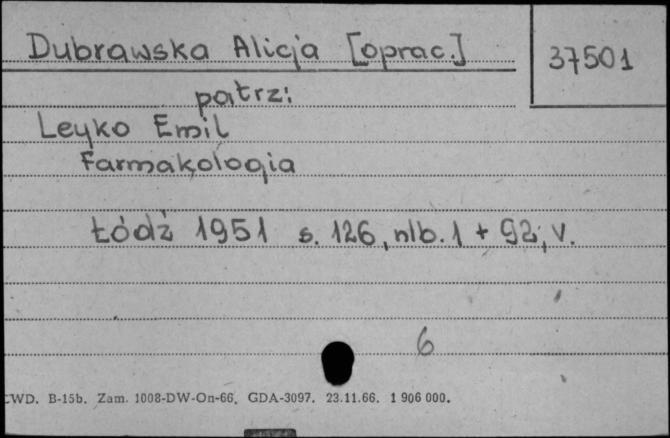 Dubrawska Alicja [oprac.]
37501
patrz:
Leyko Emil
Farmakologia
Łódź 1951 s. 126, nlb. 1 + 92, V.
6
CWD. B-15b. Zam. 1008-DW-On-66. GDA-3097. 23.11.66. 1 906 000.